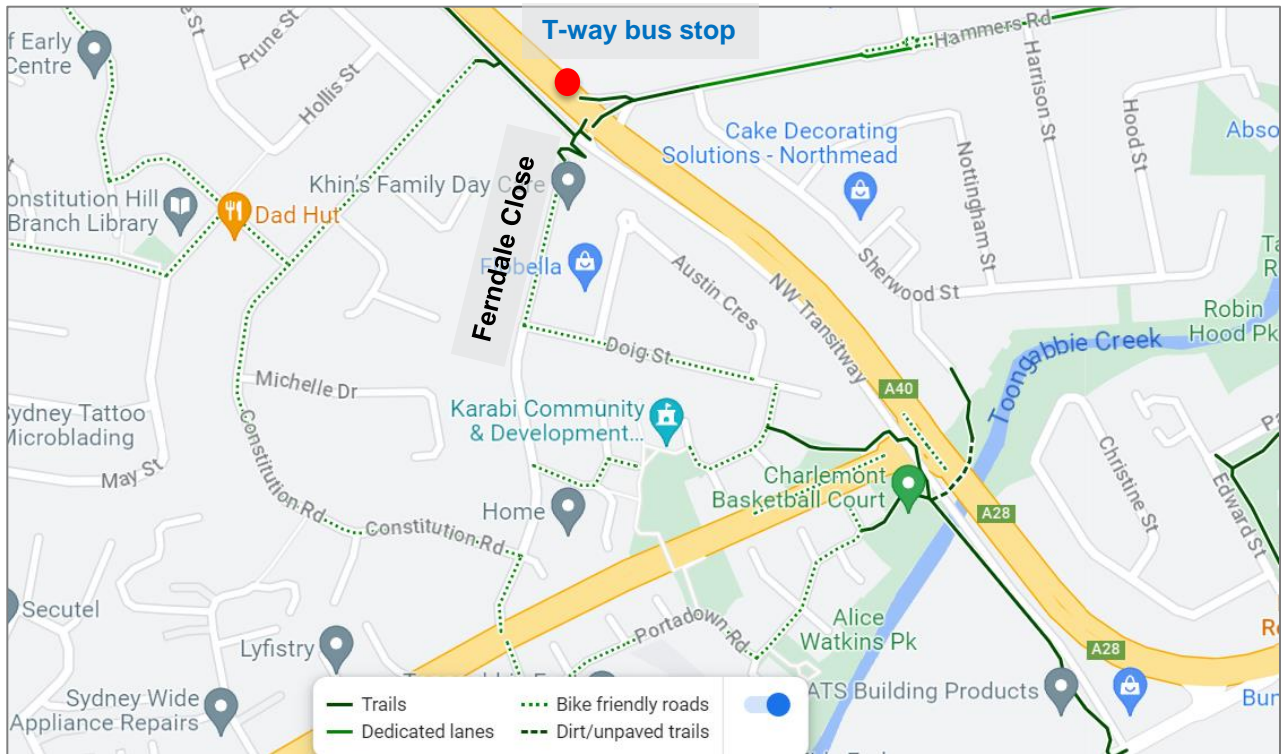 T-way bus stop
Hammers Rd
Prune St
f Early
Centre
Hollis St
Harrison St
Hood St
Abso
Cake Decorating
Solutions - Northmead
Nottingham St
Khin's Family Day C
Ferndale Close
onstitution Hill
Branch Library
Dad Hut
Austin Cres
Sherwood St
NW Transitway
Robin
Hood Pk
Toongabbie Creek
Doig St
A40
Michelle Dr
Karabi Community
& Development...
ydney Tattoo
Microblading
May St
Constitution Rd
Charlemont
Basketball Court
Christine St
Edward St
Home
Constitution Rd
A28
Secutel
Portadown Rd
Alice
Watkins Pk
Lyfistry
A28
Sydney Wide
Appliance Repairs
ATS Building Products
Bur
Trails
Bike friendly roads
Dedicated lanes
Dirt/unpaved trails